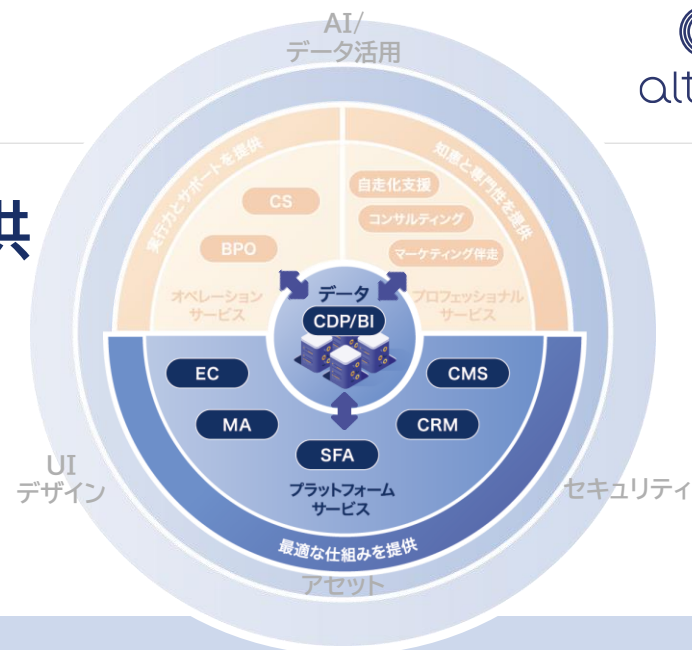 AI/
データ活用
供
実行力とサポートを提供
知恵と専門性を提供
CS
BPO
オペレーション
サービス
自走化支援
コンサルティング
マーケティング伴走
プロフェッショナル
サービス
データ
CDP/BI
EC
MA
SFA
CRM
CMS
プラットフォーム
サービス
最適な仕組みを提供
UI
デザイン
セキュリティ
アセット